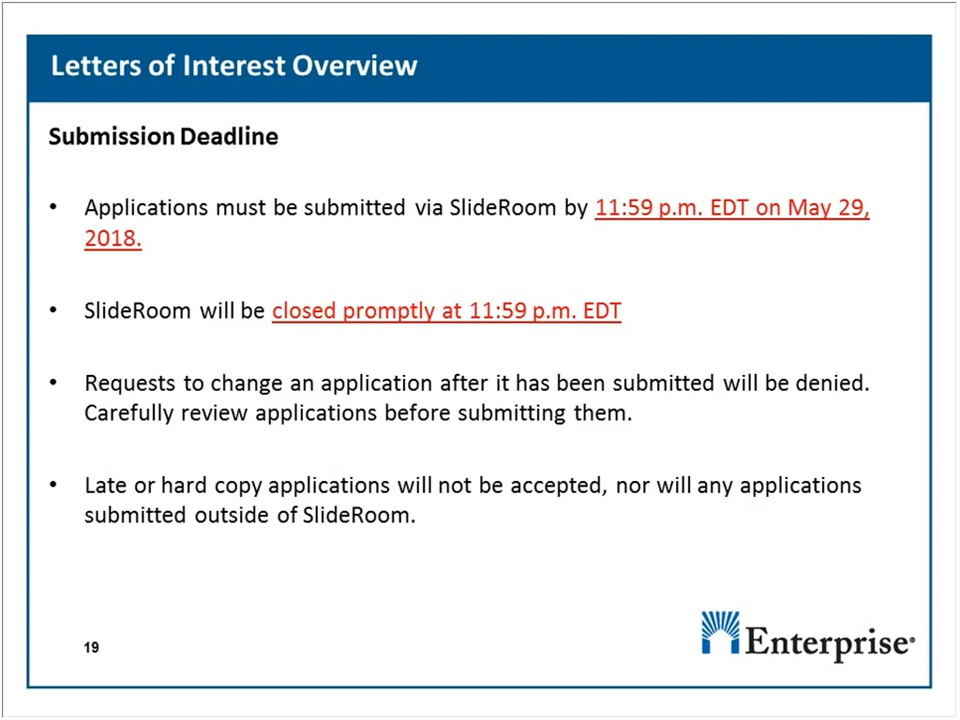 Letters of Interest Overview
Submission Deadline
• Applications must be submitted via SlideRoom by 11:59 p.m. EDT on May 29,
2018.
• SlideRoom will be closed promptly at 11:59 p.m. EDT
• Requests to change an application after it has been submitted will be denied.
Carefully review applications before submitting them.
• Late or hard copy applications will not be accepted, nor will any applications
submitted outside of SlideRoom.
19
Enterprise®